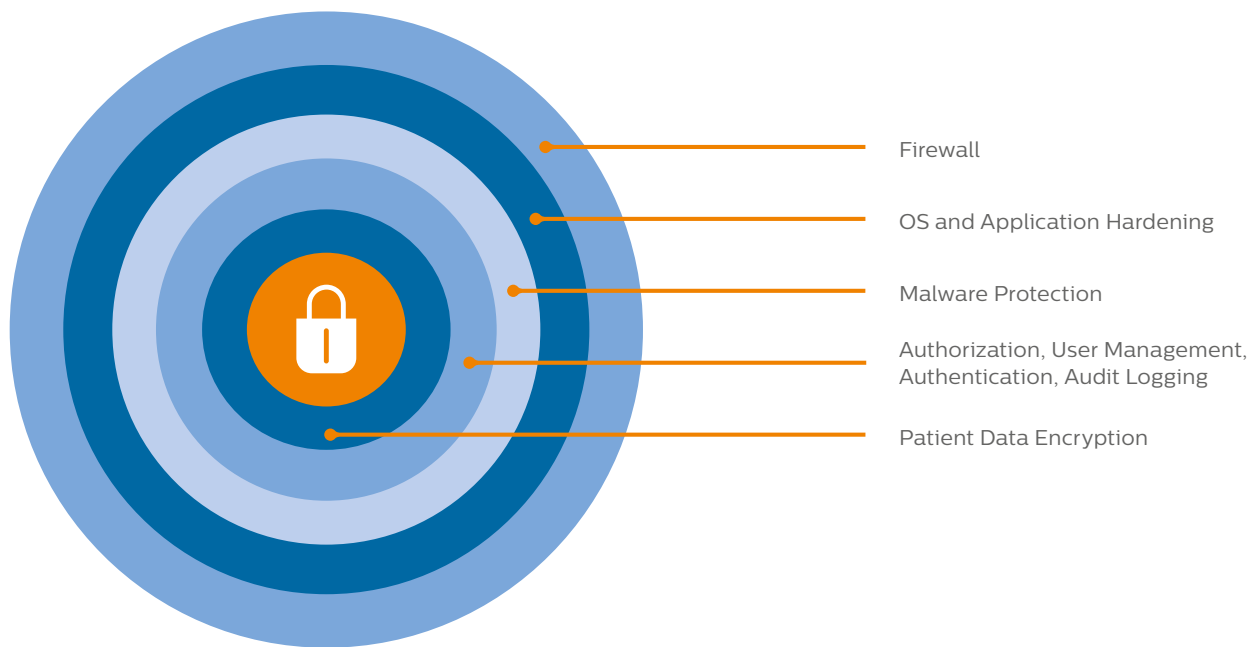 Firewall
OS and Application Hardening
Malware Protection
Authorization, User Management,
Authentication, Audit Logging
Patient Data Encryption